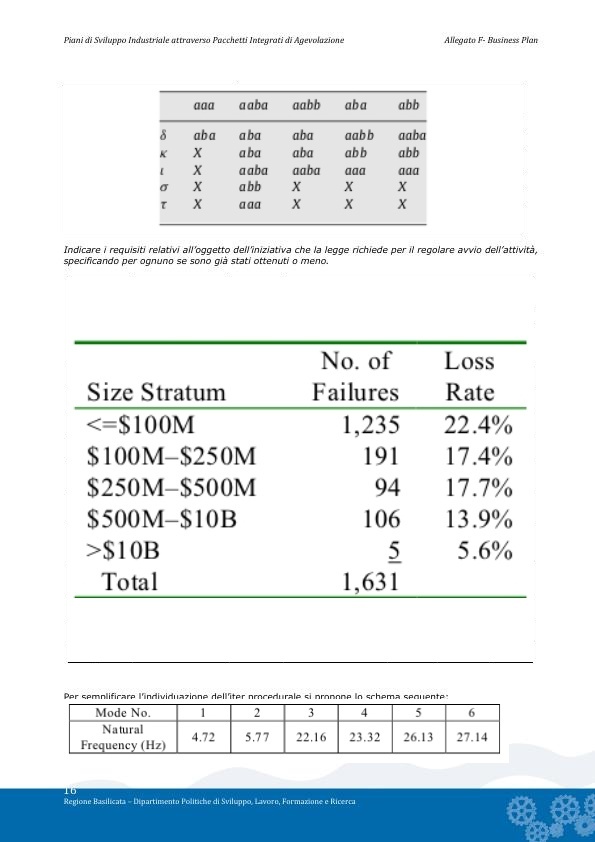 Piani di Sviluppo Industriale attraverso Pacchetti Integrati di Agevolazione Allegato F- Business Plan
aaa aaba aabb aba abb
δ aba aba aba aabb aaba
κ X aba aba abb abb
ι X aaba aaba aaa aaa
σ X abb X X X
τ X aaa X X X
Indicare i requisiti relativi all’oggetto dell’iniziativa che la legge richiede per il regolare avvio dell’attività,
specificando per ognuno se sono già stati ottenuti o meno.
No. of Loss
Size Stratum Failures Rate
<=$100M 1,235 22.4%
$100M–$250M 191 17.4%
$250M–$500M 94 17.7%
$500M–$10B 106 13.9%
>$10B 5 5.6%
Total 1,631
Per semplificare l’individuazione dell’iter procedurale si propone lo schema seguente:
Mode No. 1 2 3 4 5 6
Natural
Frequency (Hz) 4.72 5.77 22.16 23.32 26.13 27.14
16
Regione Basilicata – Dipartimento Politiche di Sviluppo, Lavoro, Formazione e Ricerca